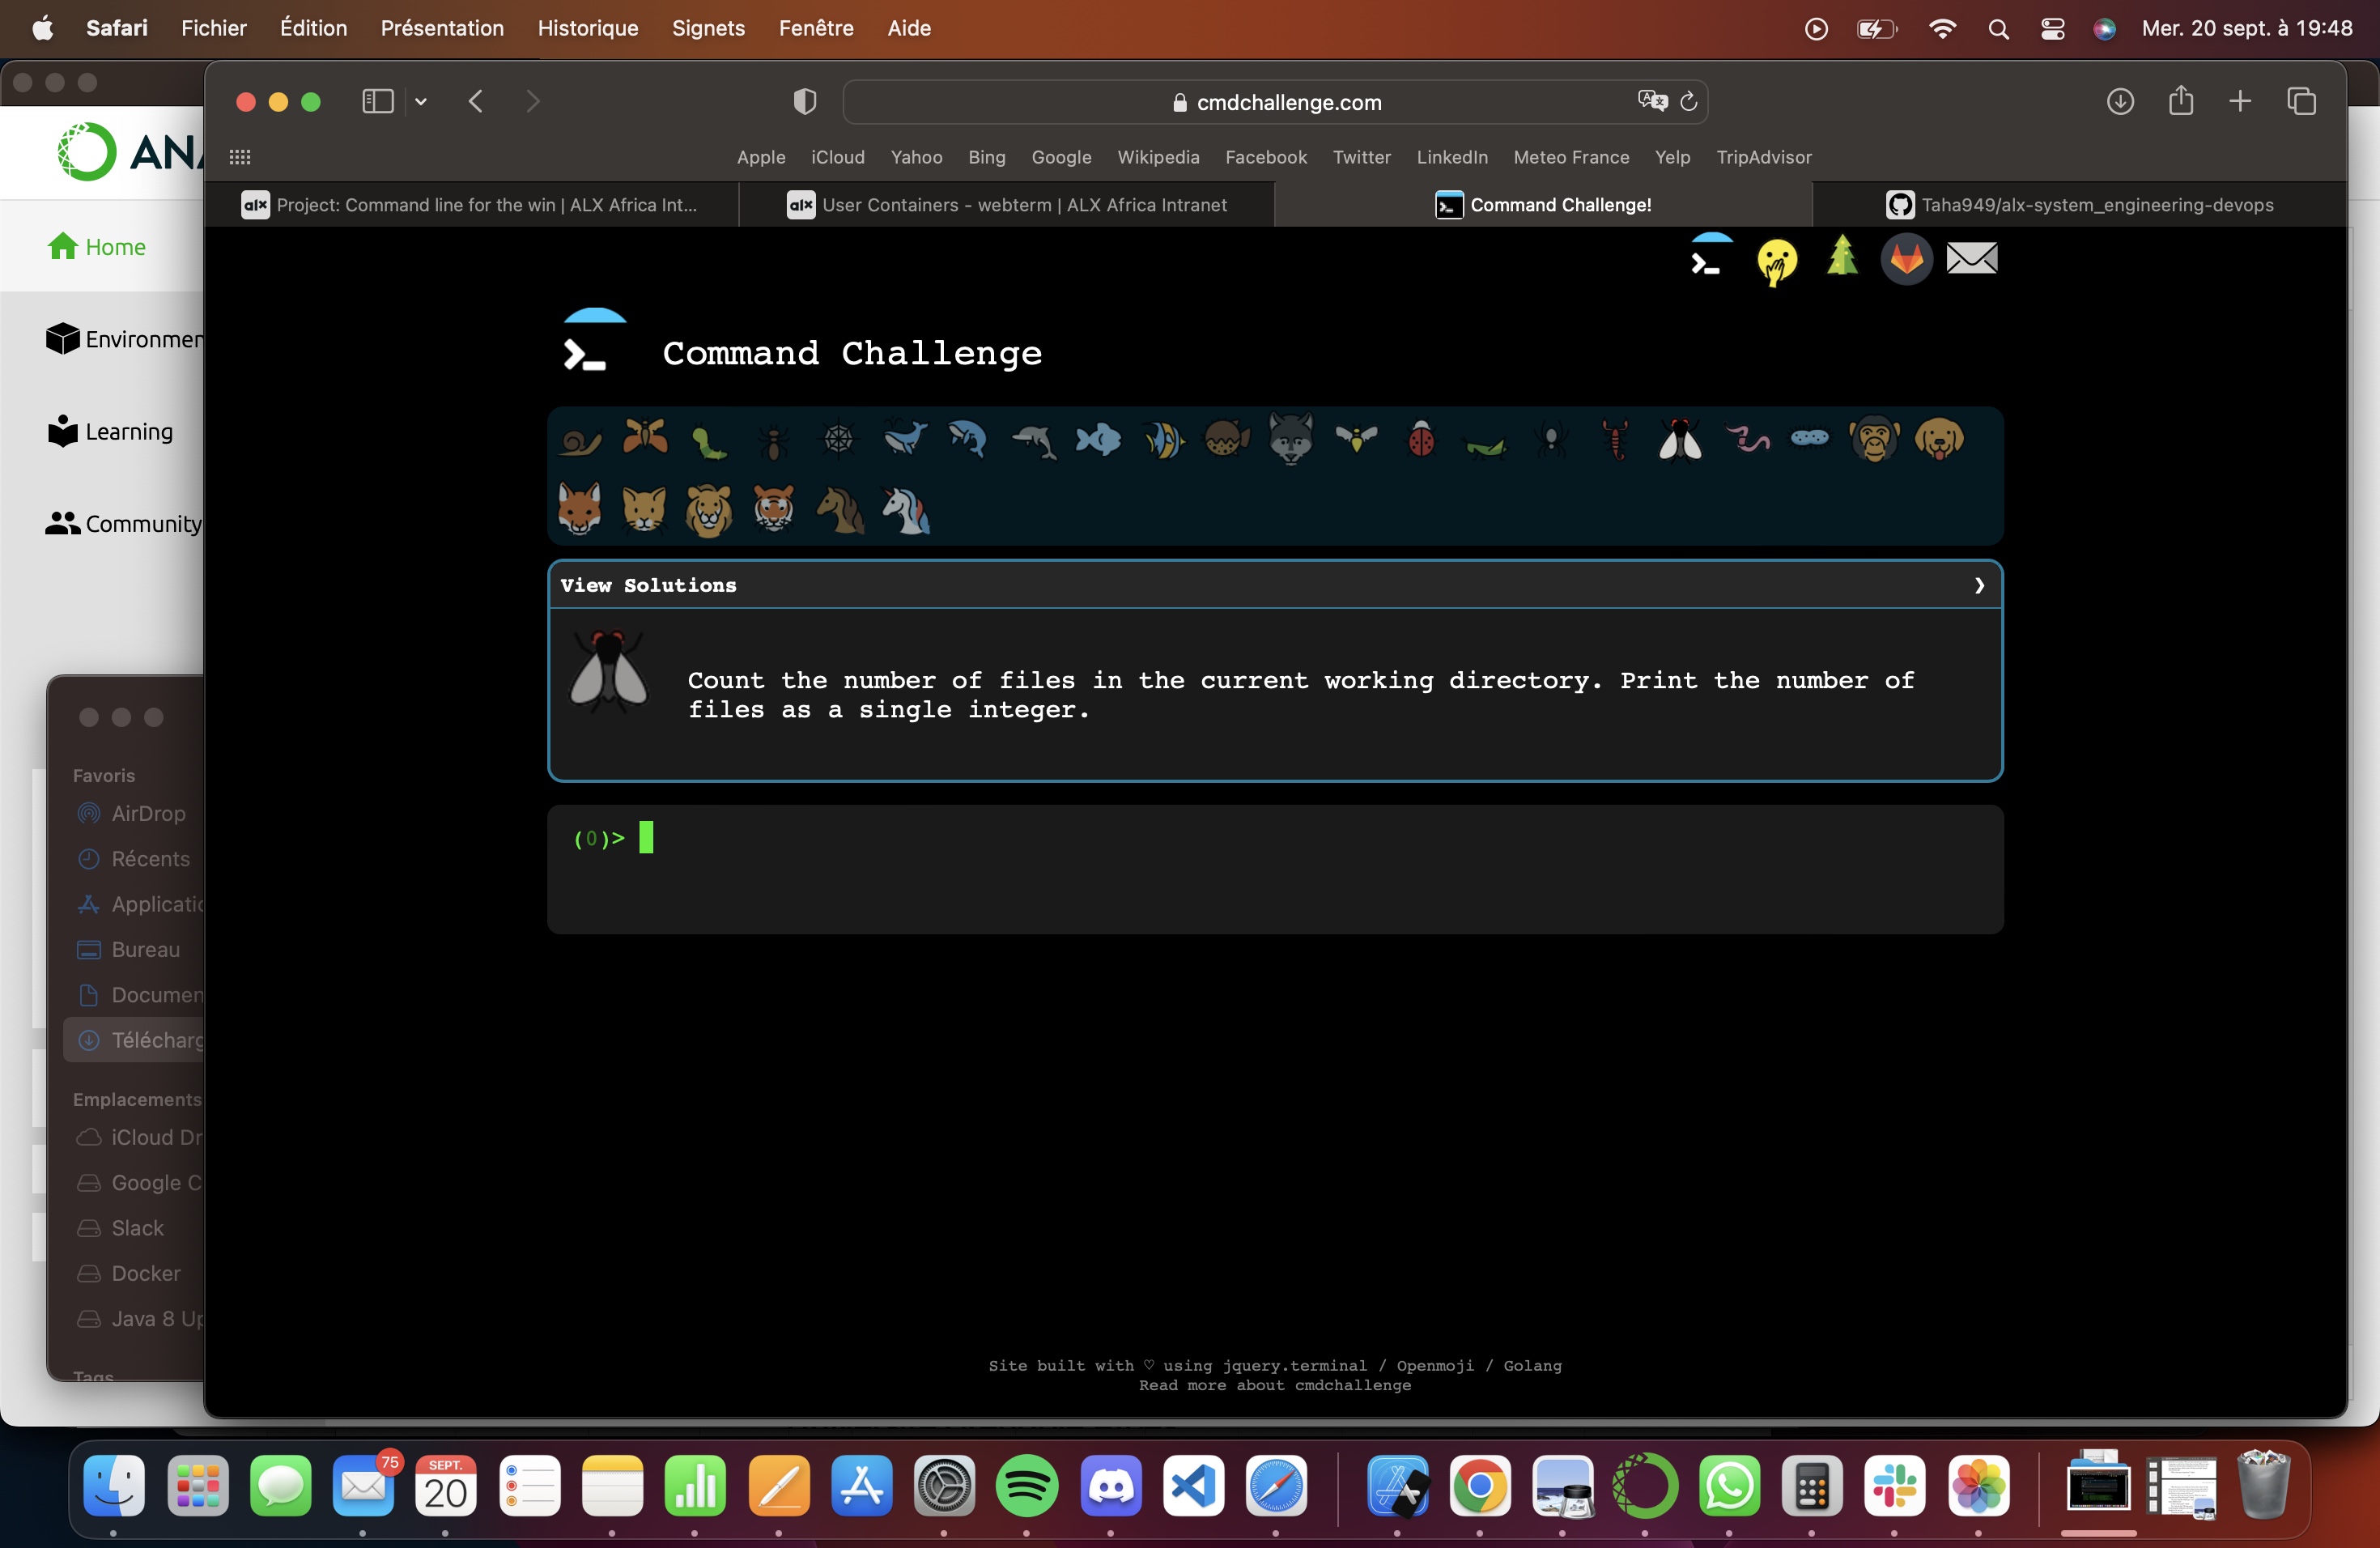 Safari Fichier Édition Présentation Historique Signets Fenêtre Aide Mer. 20 sept. à 19:48
cmdchallenge.com
Apple iCloud Yahoo Bing Google Wikipedia Facebook Twitter LinkedIn Meteo France Yelp TripAdvisor
alx Project: Command line for the win | ALX Africa Int... alx User Containers - webterm | ALX Africa Intranet Command Challenge! Taha949/alx-system_engineering-devops
ANA
Home
Environmen
Learning
Community
Command Challenge
View Solutions ❯
Count the number of files in the current working directory. Print the number of
files as a single integer.
(0)>
Favoris
AirDrop
Récents
Applicatio
Bureau
Documen
Télécharg
Emplacements
iCloud Dr
Google C
Slack
Docker
Java 8 Up
Tags
Site built with ♡ using jquery.terminal / Openmoji / Golang
Read more about cmdchallenge
75
SEPT.
20